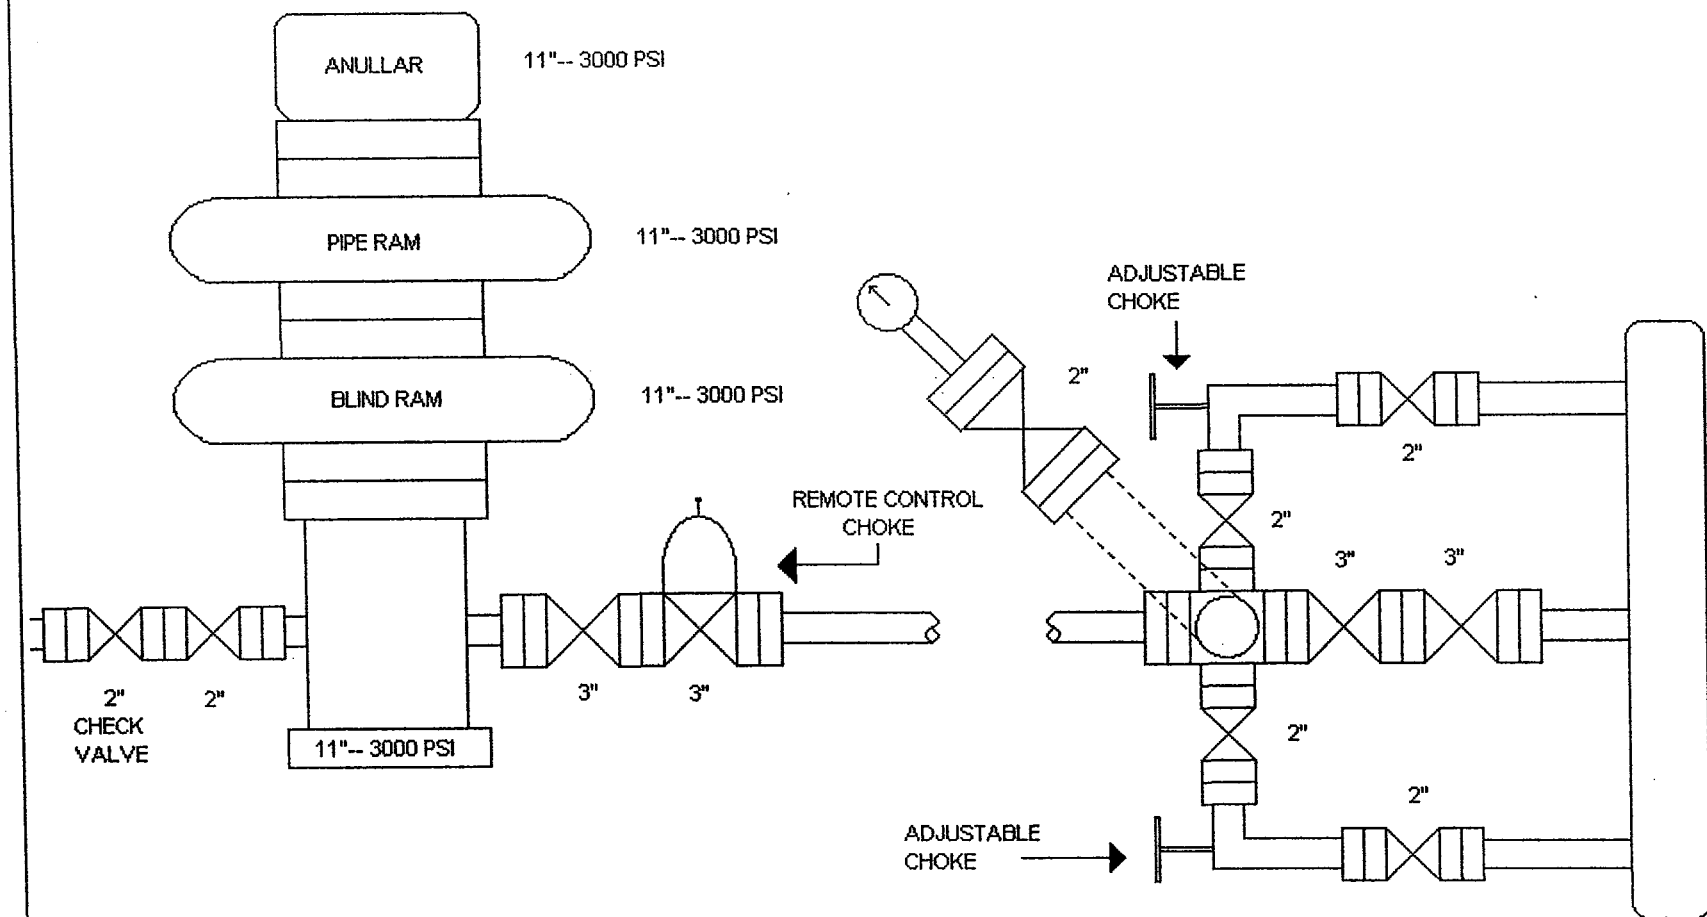 ANULLAR
11"-- 3000 PSI
PIPE RAM
11"-- 3000 PSI
BLIND RAM
11"-- 3000 PSI
ADJUSTABLE
CHOKE
2"
2"
REMOTE CONTROL
CHOKE
2"
3"
3"
2"
CHECK
VALVE
2"
3"
3"
11"-- 3000 PSI
2"
2"
ADJUSTABLE
CHOKE